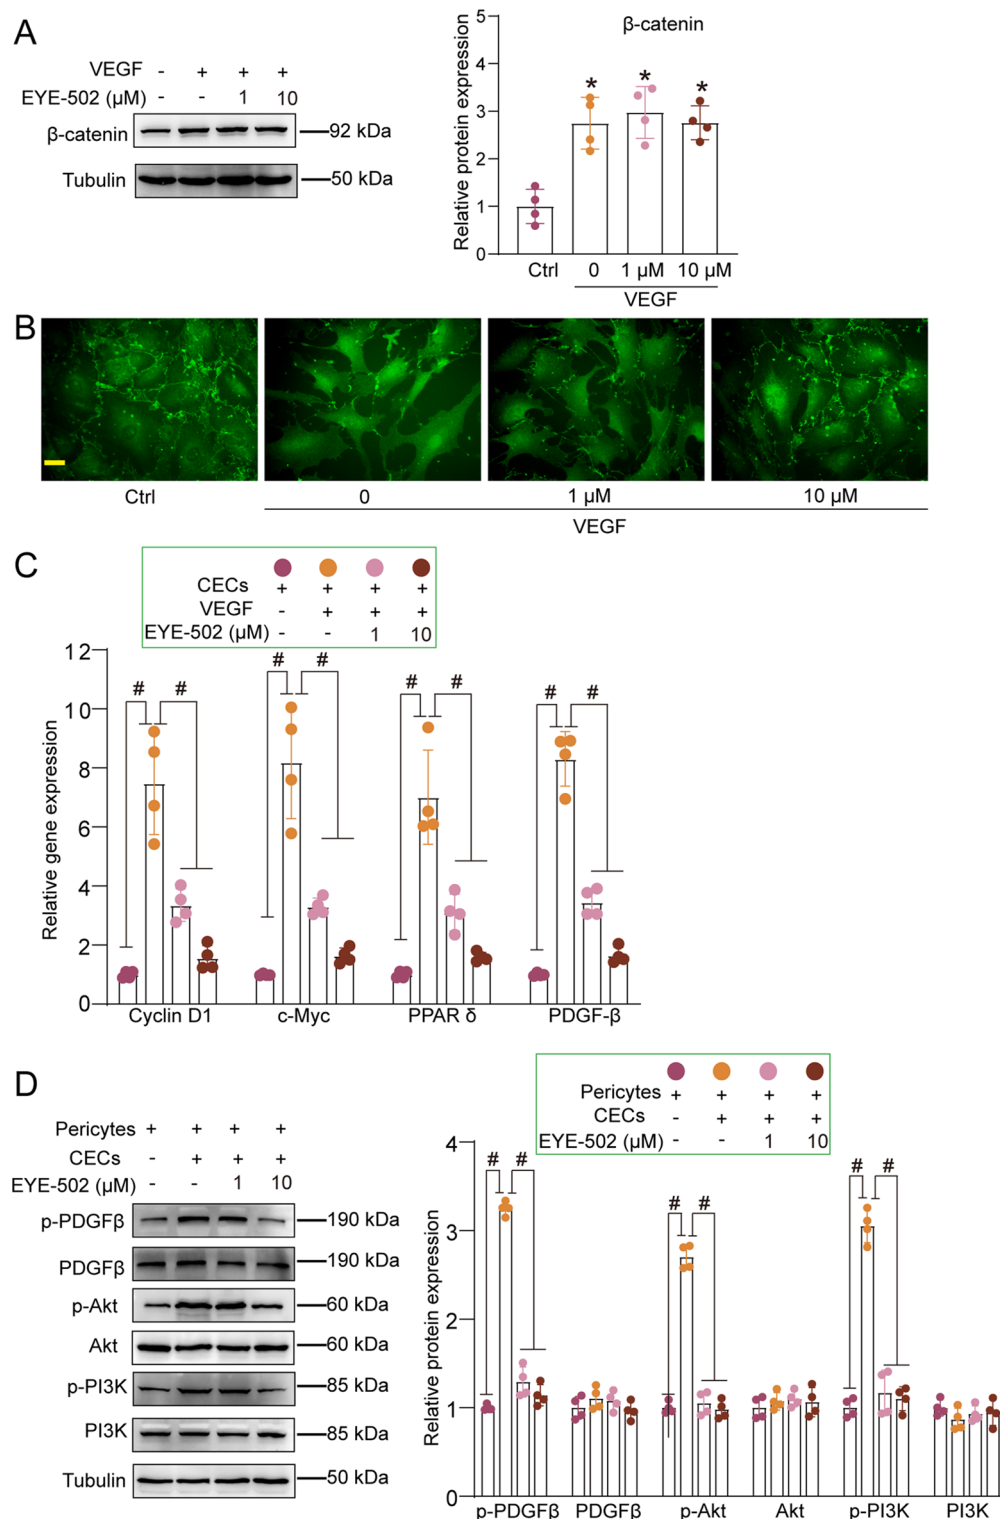 A
VEGF - + + +
EYE-502 (μM) - - 1 10
β-catenin 92 kDa
Tubulin 50 kDa
β-catenin
Relative protein expression
5
4
3
2
1
0
* * *
Ctrl 0 1 μM 10 μM
VEGF
B
Ctrl 0 1 μM 10 μM
VEGF
C
CECs + + + +
VEGF - + + +
EYE-502 (μM) - - 1 10
Relative gene expression
12
10
8
6
4
2
0
# # # # # # # #
Cyclin D1 c-Myc PPAR δ PDGF-β
D
Pericytes + + + +
CECs - + + +
EYE-502 (μM) - - 1 10
p-PDGFβ 190 kDa
PDGFβ 190 kDa
p-Akt 60 kDa
Akt 60 kDa
p-PI3K 85 kDa
PI3K 85 kDa
Tubulin 50 kDa
Pericytes + + + +
CECs - + + +
EYE-502 (μM) - - 1 10
Relative protein expression
4
3
2
1
0
# # # # # #
p-PDGFβ PDGFβ p-Akt Akt p-PI3K PI3K